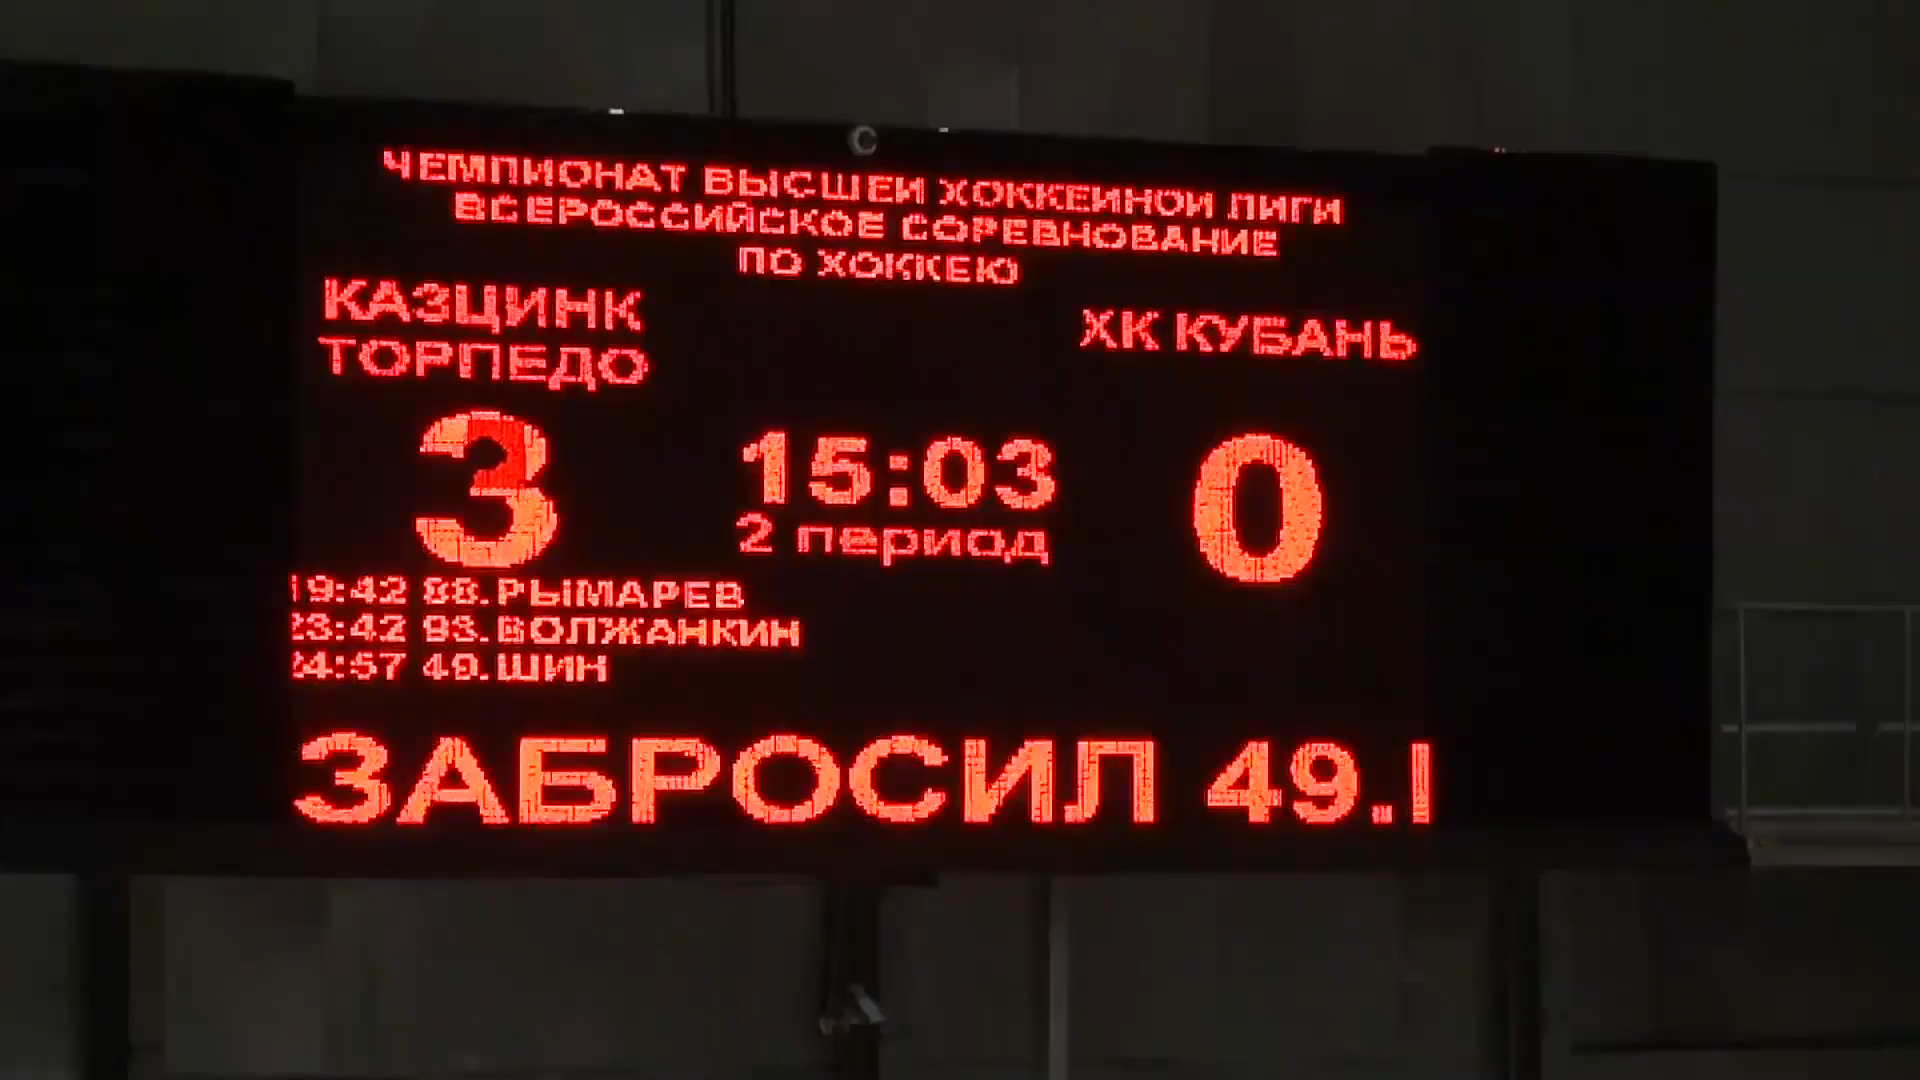 ЧЕМПИОНАТ ВЫСШЕЙ ХОККЕЙНОЙ ЛИГИ
ВСЕРОССИЙСКОЕ СОРЕВНОВАНИЕ
ПО ХОККЕЮ
КАЗЦИНК
ТОРПЕДО
ХК КУБАНЬ
3
15:03
0
2 период
19:42 88.РЫМАРЕВ
23:42 93.ВОЛЖАНКИН
24:57 49.ШИН
ЗАБРОСИЛ 49.